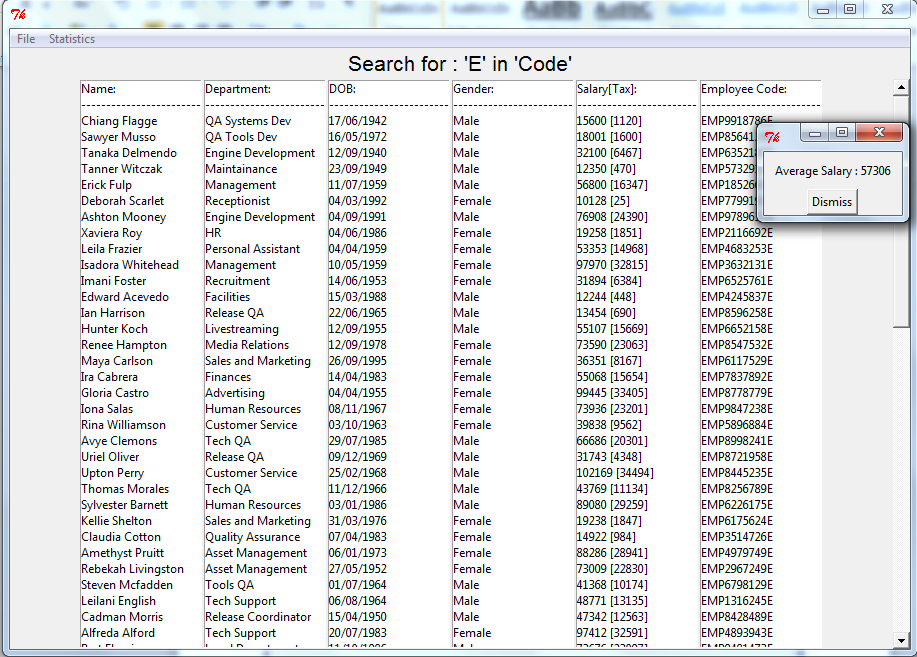 File Statistics
Search for : 'E' in 'Code'
Name: Department: DOB: Gender: Salary[Tax]: Employee Code:
Chiang Flagge QA Systems Dev 17/06/1942 Male 15600 [1120] EMP9918786E
Sawyer Musso QA Tools Dev 16/05/1972 Male 18001 [1600]
Tanaka Delmendo Engine Development 12/09/1940 Male 32100 [6467]
Tanner Witczak Maintainance 23/09/1949 Male 12350 [470]
Erick Fulp Management 11/07/1959 Male 56800 [16347]
Deborah Scarlet Receptionist 04/03/1992 Female 10128 [25]
Ashton Mooney Engine Development 04/09/1991 Male 76908 [24390]
Xaviera Roy HR 04/06/1986 Female 19258 [1851] EMP2116692E
Leila Frazier Personal Assistant 04/04/1959 Female 53353 [14968] EMP4683253E
Isadora Whitehead Management 10/05/1959 Female 97970 [32815] EMP3632131E
Imani Foster Recruitment 14/06/1953 Female 31894 [6384] EMP6525761E
Edward Acevedo Facilities 15/03/1988 Male 12244 [448] EMP4245837E
Ian Harrison Release QA 22/06/1965 Male 13454 [690] EMP8596258E
Hunter Koch Livestreaming 12/09/1955 Male 55107 [15669] EMP6652158E
Renee Hampton Media Relations 12/09/1978 Female 73590 [23063] EMP8547532E
Maya Carlson Sales and Marketing 26/09/1995 Female 36351 [8167] EMP6117529E
Ira Cabrera Finances 14/04/1983 Female 55068 [15654] EMP7837892E
Gloria Castro Advertising 04/04/1955 Female 99445 [33405] EMP8778779E
Iona Salas Human Resources 08/11/1967 Female 73936 [23201] EMP9847238E
Rina Williamson Customer Service 03/10/1963 Female 39838 [9562] EMP5896884E
Avye Clemons Tech QA 29/07/1985 Male 66686 [20301] EMP8998241E
Uriel Oliver Release QA 09/12/1969 Male 31743 [4348] EMP8721958E
Upton Perry Customer Service 25/02/1968 Male 102169 [34494] EMP8445235E
Thomas Morales Tech QA 11/12/1966 Male 43769 [11134] EMP8256789E
Sylvester Barnett Human Resources 03/01/1986 Male 89080 [29259] EMP6226175E
Kellie Shelton Sales and Marketing 31/03/1976 Female 19238 [1847] EMP6175624E
Claudia Cotton Quality Assurance 07/04/1983 Female 14922 [984] EMP3514726E
Amethyst Pruitt Asset Management 06/01/1973 Female 88286 [28941] EMP4979749E
Rebekah Livingston Asset Management 27/05/1952 Female 73009 [22830] EMP2967249E
Steven Mcfadden Tools QA 01/07/1964 Male 41368 [10174] EMP6798129E
Leilani English Tech Support 06/08/1964 Male 48771 [13135] EMP1316245E
Cadman Morris Release Coordinator 15/04/1950 Male 47342 [12563] EMP8428489E
Alfreda Alford Tech Support 20/07/1983 Female 97412 [32591] EMP4893943E
Average Salary : 57306
Dismiss